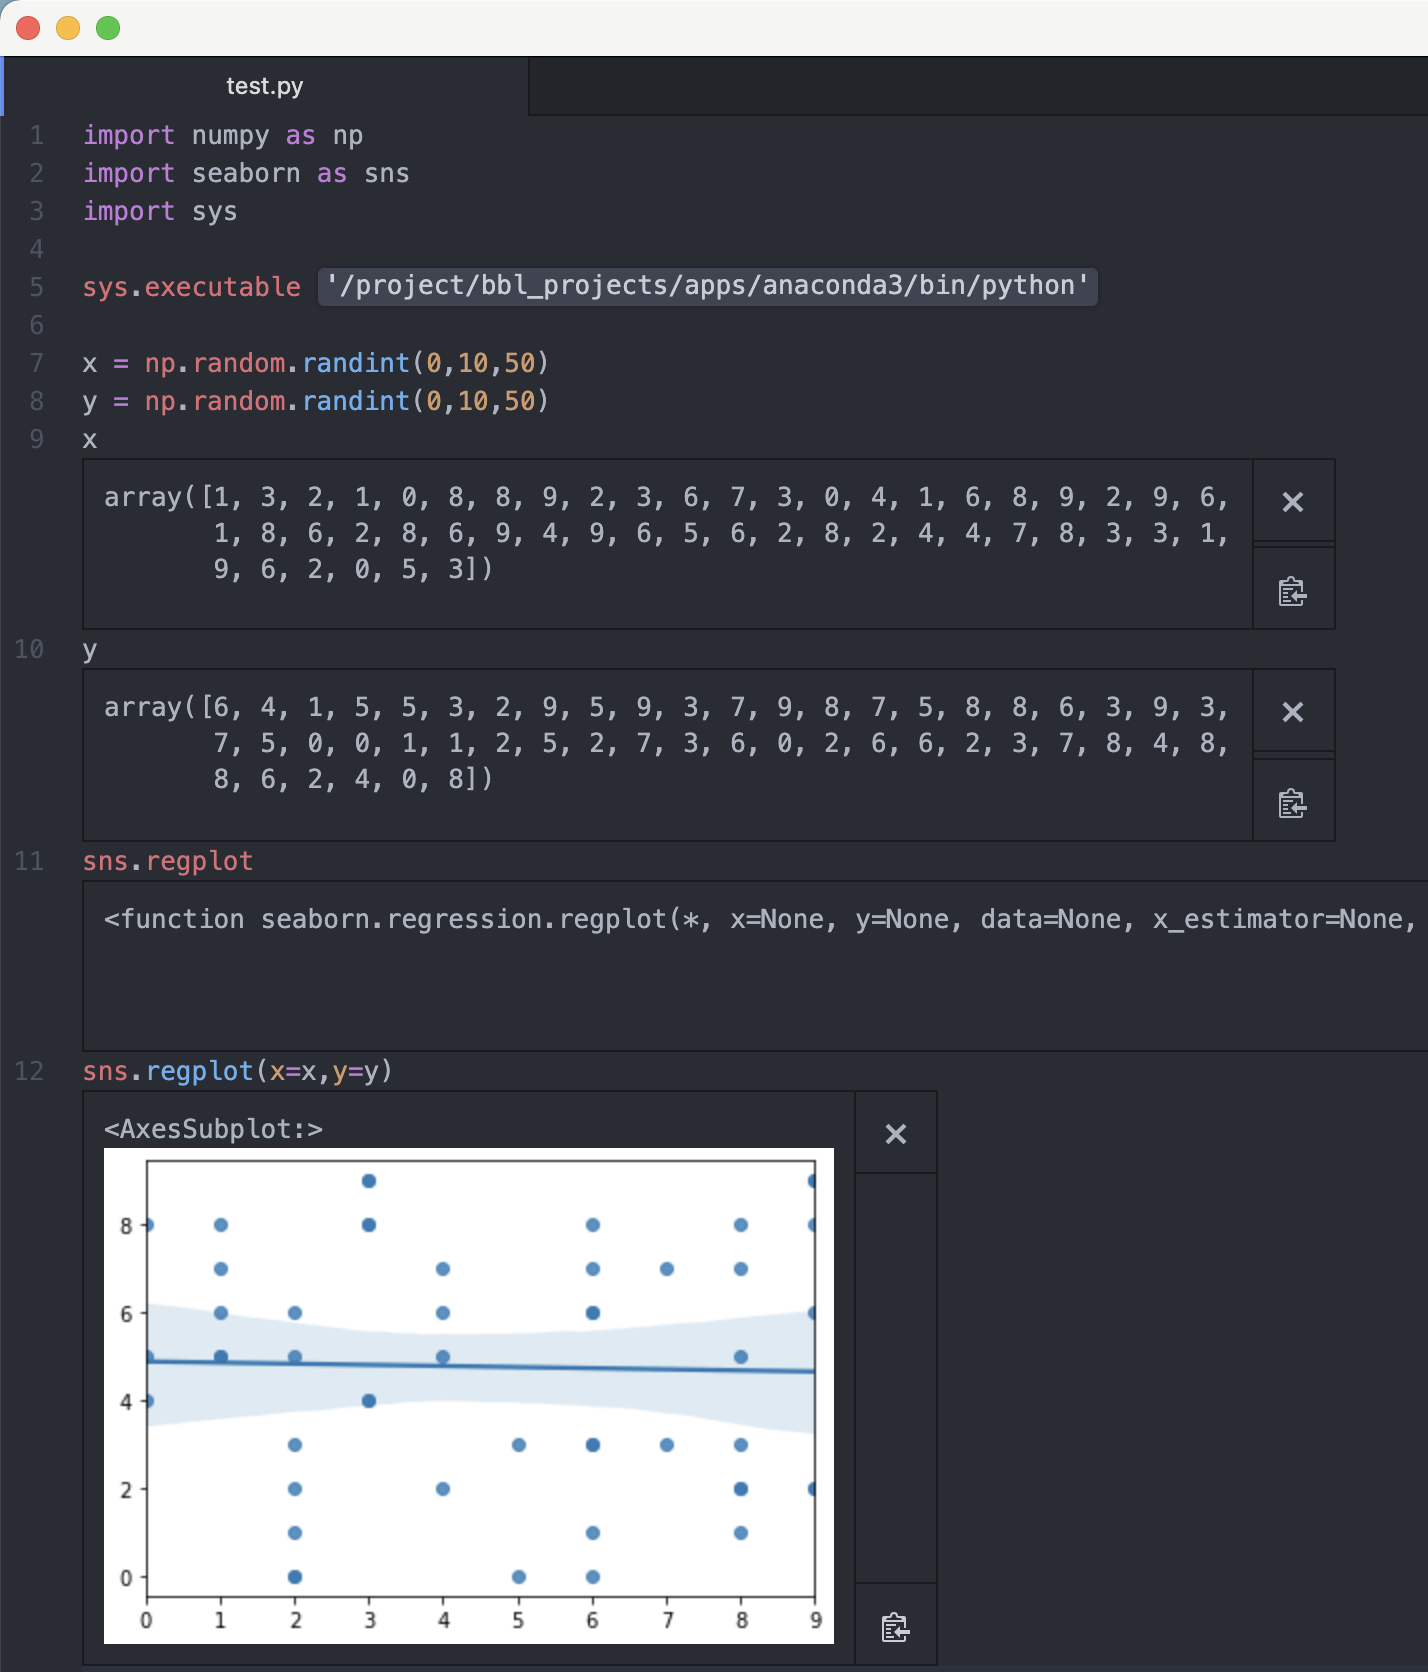 test.py
1 import numpy as np
2 import seaborn as sns
3 import sys
4
5 sys.executable '/project/bbl_projects/apps/anaconda3/bin/python'
6
7 x = np.random.randint(0,10,50)
8 y = np.random.randint(0,10,50)
9 x
array([1, 3, 2, 1, 0, 8, 8, 9, 2, 3, 6, 7, 3, 0, 4, 1, 6, 8, 9, 2, 9, 6,
1, 8, 6, 2, 8, 6, 9, 4, 9, 6, 5, 6, 2, 8, 2, 4, 4, 7, 8, 3, 3, 1,
9, 6, 2, 0, 5, 3])
10 y
array([6, 4, 1, 5, 5, 3, 2, 9, 5, 9, 3, 7, 9, 8, 7, 5, 8, 8, 6, 3, 9, 3,
7, 5, 0, 0, 1, 1, 2, 5, 2, 7, 3, 6, 0, 2, 6, 6, 2, 3, 7, 8, 4, 8,
8, 6, 2, 4, 0, 8])
11 sns.regplot
<function seaborn.regression.regplot(*, x=None, y=None, data=None, x_estimator=None,
12 sns.regplot(x=x,y=y)
<AxesSubplot:>
8
6
4
2
0
0 1 2 3 4 5 6 7 8 9